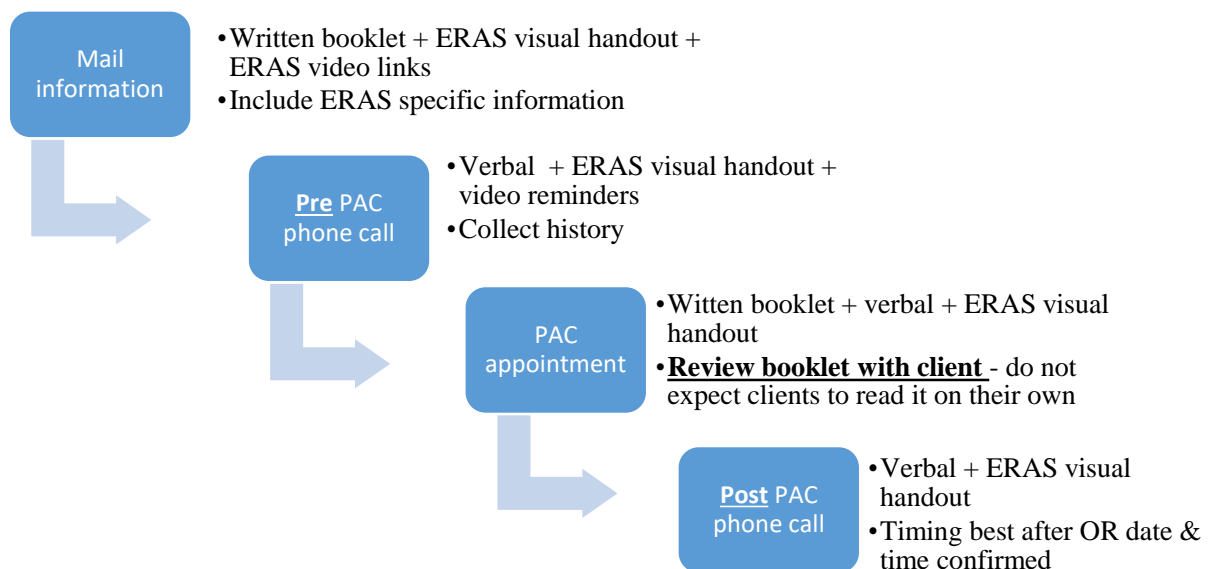 Mail
information
•Written booklet + ERAS visual handout +
ERAS video links
•Include ERAS specific information
Pre PAC
phone call
•Verbal + ERAS visual handout +
video reminders
•Collect history
PAC
appointment
•Witten booklet + verbal + ERAS visual
handout
•Review booklet with client - do not
expect clients to read it on their own
Post PAC
phone call
•Verbal + ERAS visual
handout
•Timing best after OR date &
time confirmed